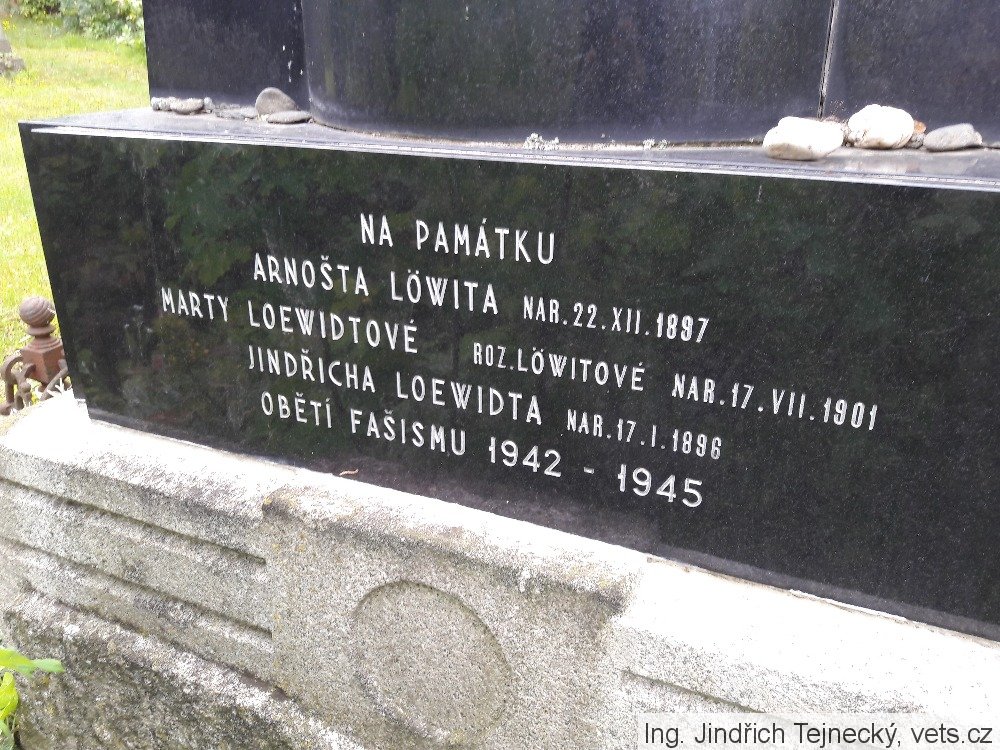 NA PAMÁTKU
ARNOŠTA LÖWITA NAR. 22. XII. 1897
MARTY LOEWIDTOVÉ ROZ. LÖWITOVÉ NAR. 17. VII. 1901
JINDŘICHA LOEWIDTA NAR. 17. I. 1896
OBĚTÍ FAŠISMU 1942 - 1945
Ing. Jindřich Tejnecký, vets.cz